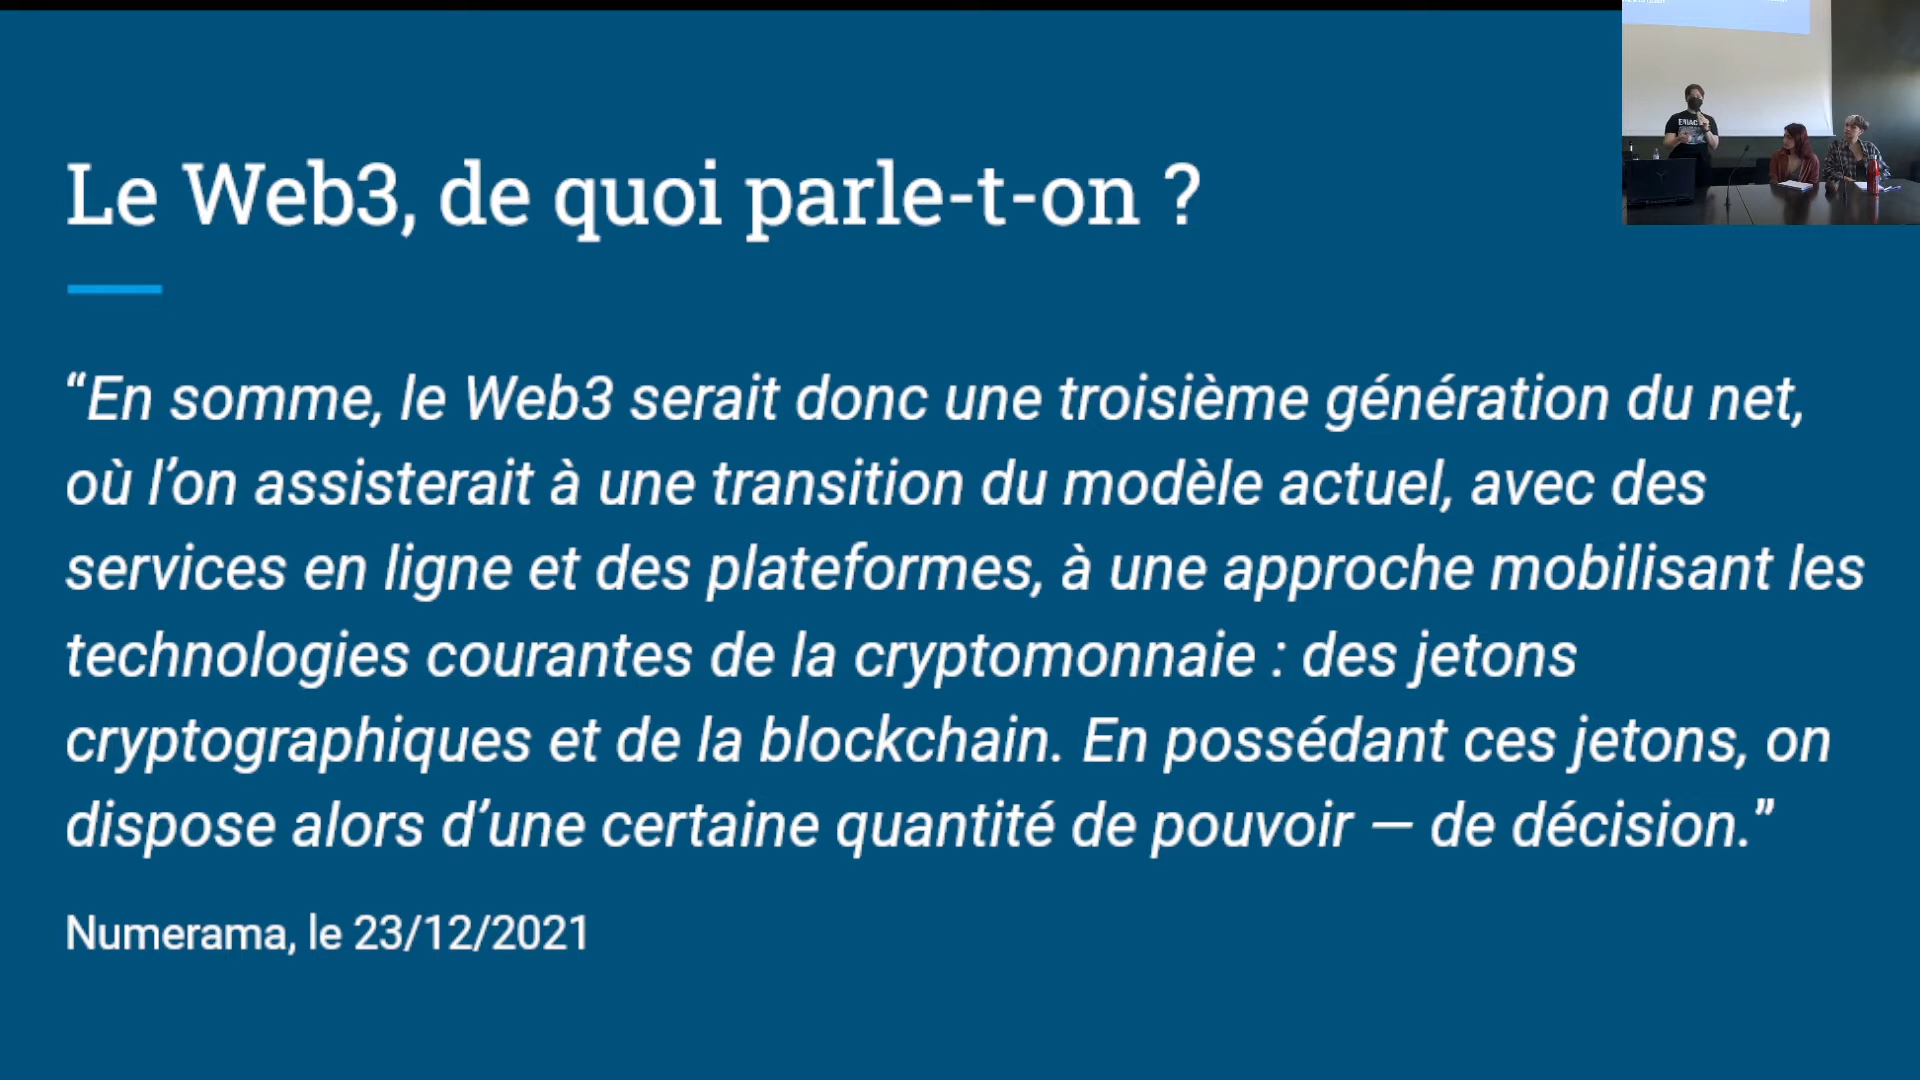 Le Web3, de quoi parle-t-on ?
“En somme, le Web3 serait donc une troisième génération du net,
où l’on assisterait à une transition du modèle actuel, avec des
services en ligne et des plateformes, à une approche mobilisant les
technologies courantes de la cryptomonnaie : des jetons
cryptographiques et de la blockchain. En possédant ces jetons, on
dispose alors d’une certaine quantité de pouvoir — de décision.”
Numerama, le 23/12/2021